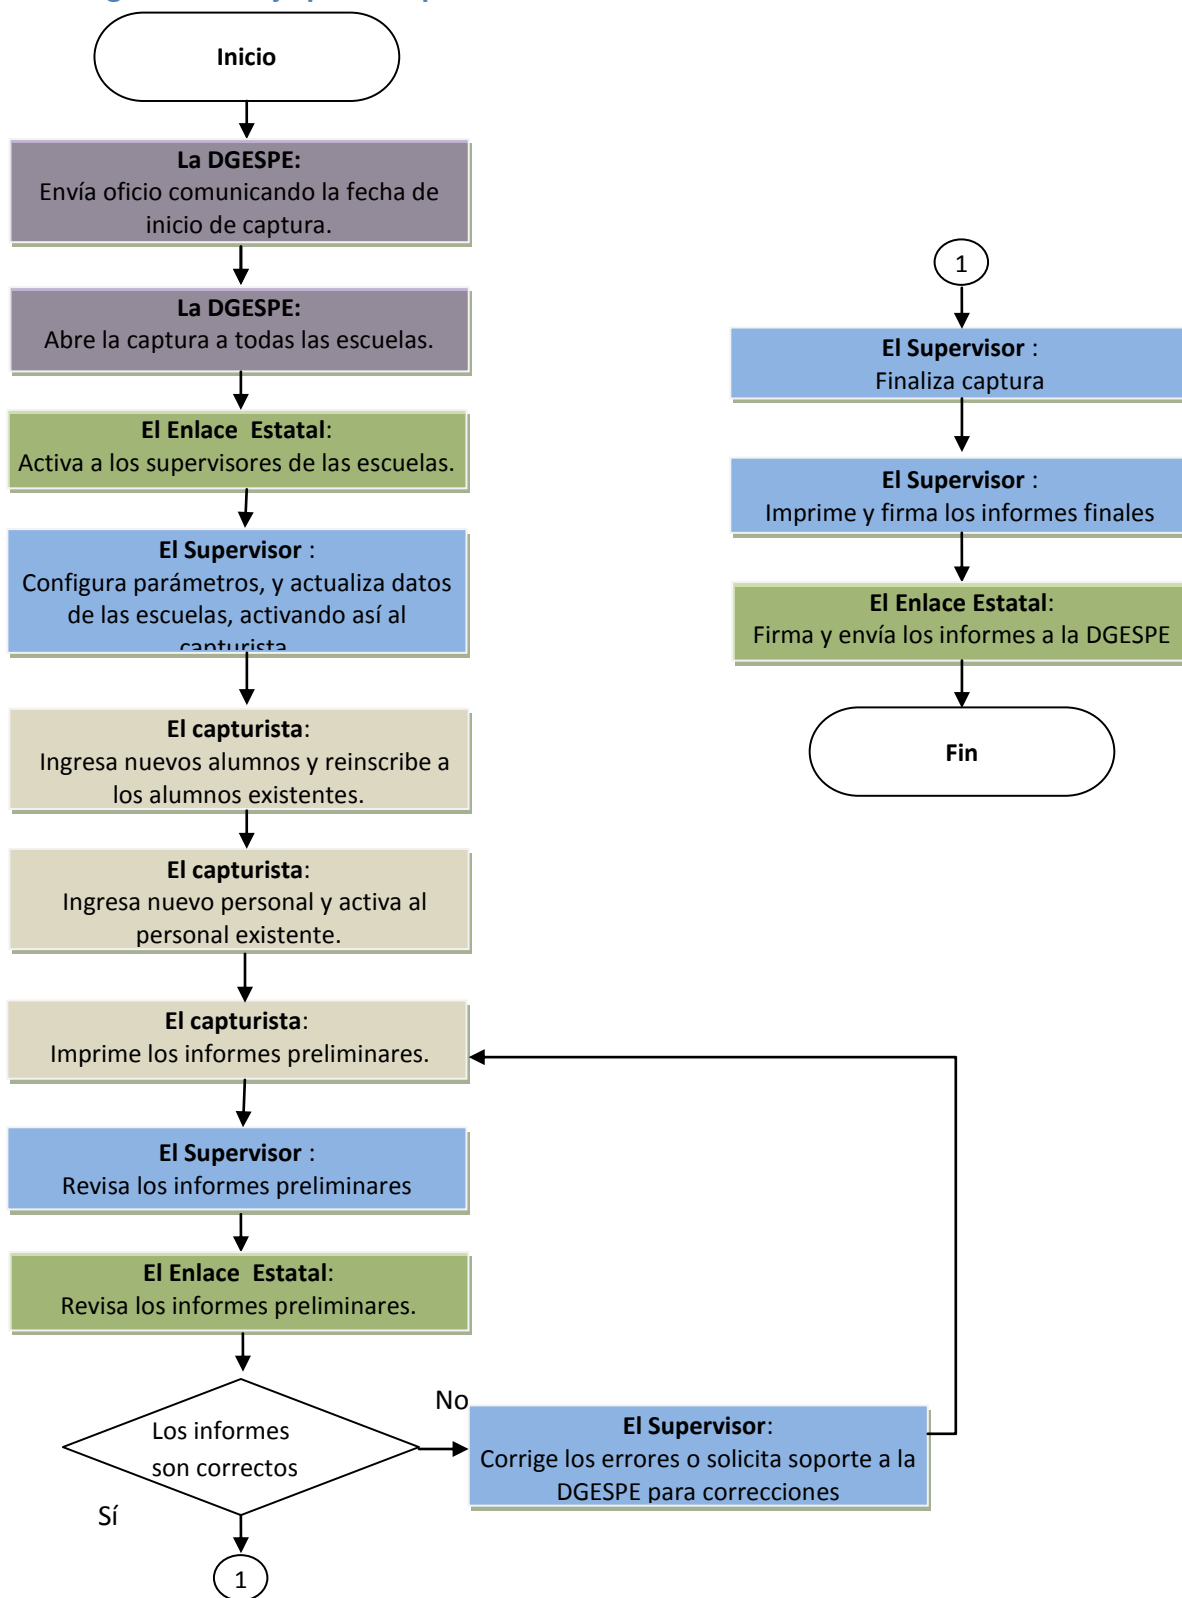 Inicio
La DGESPE:
Envía oficio comunicando la fecha de
inicio de captura.
La DGESPE:
Abre la captura a todas las escuelas.
El Enlace Estatal:
Activa a los supervisores de las escuelas.
El Supervisor :
Configura parámetros, y actualiza datos
de las escuelas, activando así al
capturista
El capturista:
Ingresa nuevos alumnos y reinscribe a
los alumnos existentes.
El capturista:
Ingresa nuevo personal y activa al
personal existente.
El capturista:
Imprime los informes preliminares.
El Supervisor :
Revisa los informes preliminares
El Enlace Estatal:
Revisa los informes preliminares.
Los informes
son correctos
No
El Supervisor:
Corrige los errores o solicita soporte a la
DGESPE para correcciones
Sí
1
1
El Supervisor :
Finaliza captura
El Supervisor :
Imprime y firma los informes finales
El Enlace Estatal:
Firma y envía los informes a la DGESPE
Fin